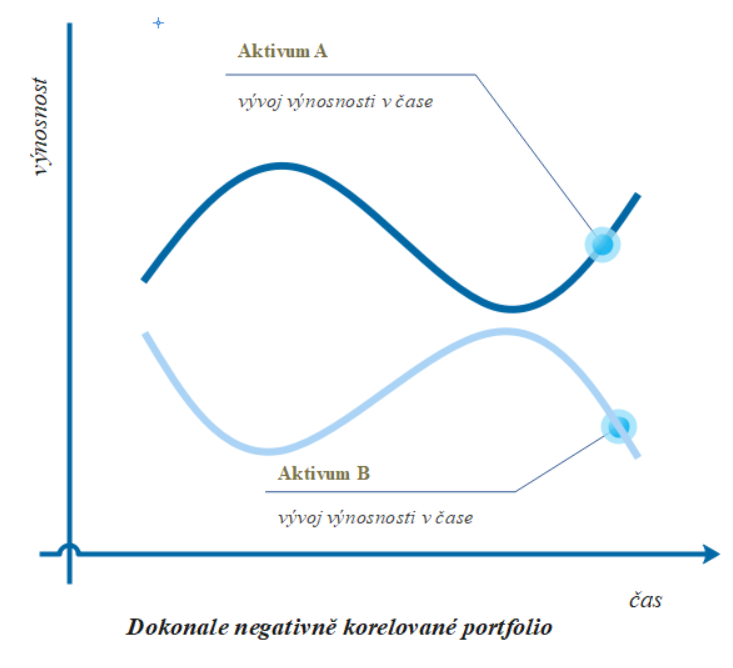 Aktivum A
vývoj výnosnosti v čase
výnosnost
Aktivum B
vývoj výnosnosti v čase
čas
Dokonale negativně korelované portfolio